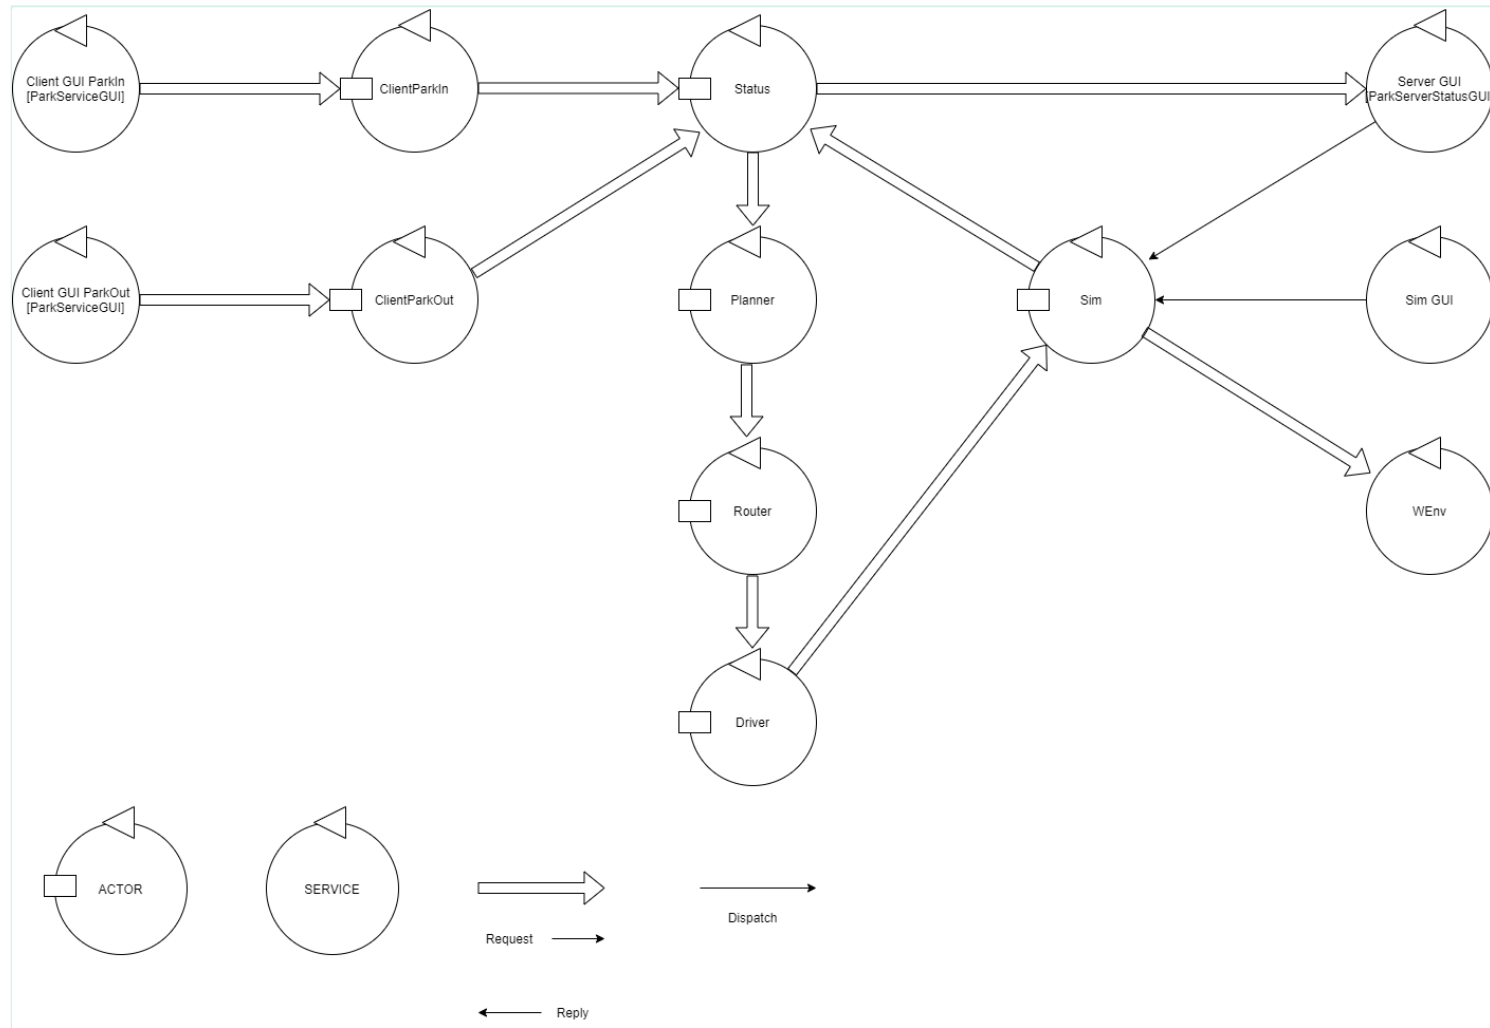 Client GUI ParkIn
[ParkServiceGUI]
ClientParkIn
Status
Server GUI
[ParkServerStatusGUI]
Client GUI ParkOut
[ParkServiceGUI]
ClientParkOut
Planner
Sim
Sim GUI
Router
WEnv
Driver
ACTOR
SERVICE
Dispatch
Request
Reply